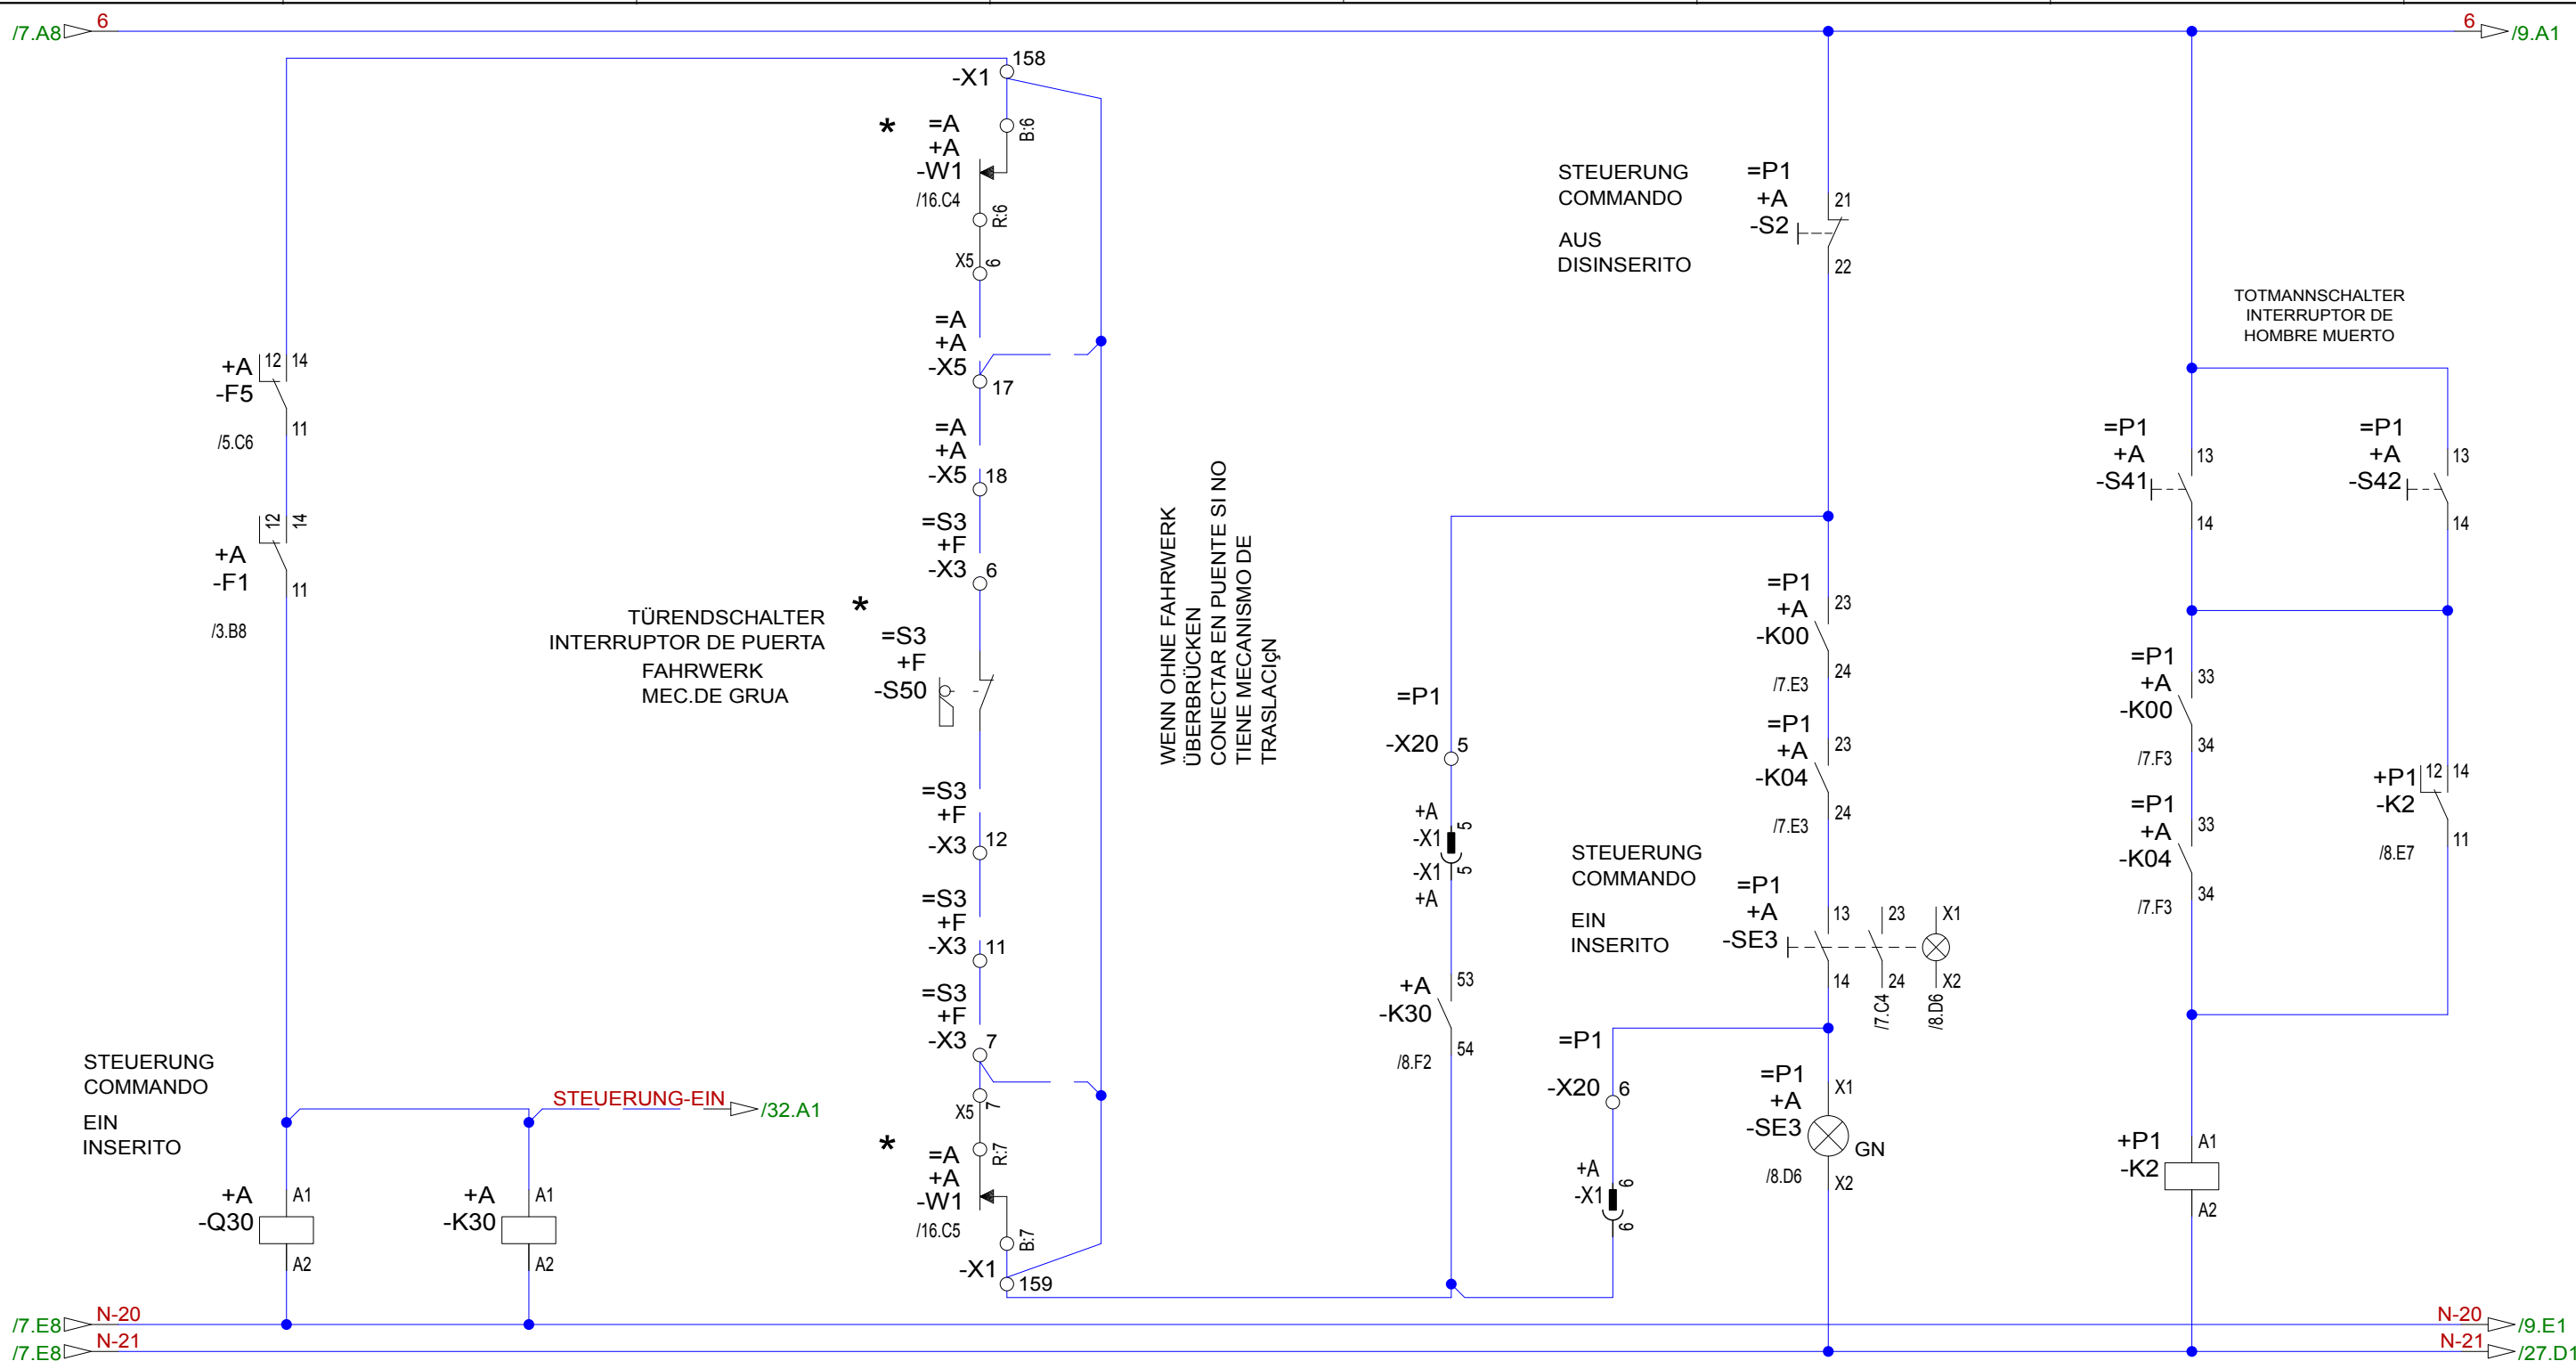 /7.A8
6
6
/9.A1
-X1
158
*
=A
+A
-W1
/16.C4
B:6
R:6
X5
6
=A
+A
-X5
17
=A
+A
-X5
18
=S3
+F
-X3
6
TÜRENDSCHALTER
INTERRUPTOR DE PUERTA
FAHRWERK
MEC.DE GRUA
*
=S3
+F
-S50
=S3
+F
-X3
12
=S3
+F
-X3
11
=S3
+F
-X3
7
X5
7
*
=A
+A
-W1
/16.C5
R:7
B:7
-X1
159
WENN OHNE FAHRWERK
ÜBERBRÜCKEN
CONECTAR EN PUENTE SI NO
TIENE MECANISMO DE
TRASLACIçN
+A
-F5
12
14
11
/5.C6
+A
-F1
12
14
11
/3.B8
STEUERUNG
COMMANDO
EIN
INSERITO
STEUERUNG-EIN
/32.A1
+A
-Q30
A1
A2
+A
-K30
A1
A2
=P1
-X20
5
+A
-X1
5
-X1
5
+A
+A
-K30
53
54
/8.F2
STEUERUNG
COMMANDO
AUS
DISINSERITO
=P1
+A
-S2
21
22
=P1
+A
-K00
23
24
/7.E3
=P1
+A
-K04
23
24
/7.E3
STEUERUNG
COMMANDO
EIN
INSERITO
=P1
+A
-SE3
13
14
23
24
/7.C4
X1
X2
/8.D6
=P1
-X20
6
+A
-X1
6
6
=P1
+A
-SE3
X1
X2
GN
/8.D6
TOTMANNSCHALTER
INTERRUPTOR DE
HOMBRE MUERTO
=P1
+A
-S41
13
14
=P1
+A
-S42
13
14
=P1
+A
-K00
33
34
/7.F3
=P1
+A
-K04
33
34
/7.F3
+P1
-K2
12
14
11
/8.E7
+P1
-K2
A1
A2
/7.E8
N-20
N-20
/9.E1
/7.E8
N-21
N-21
/27.D1